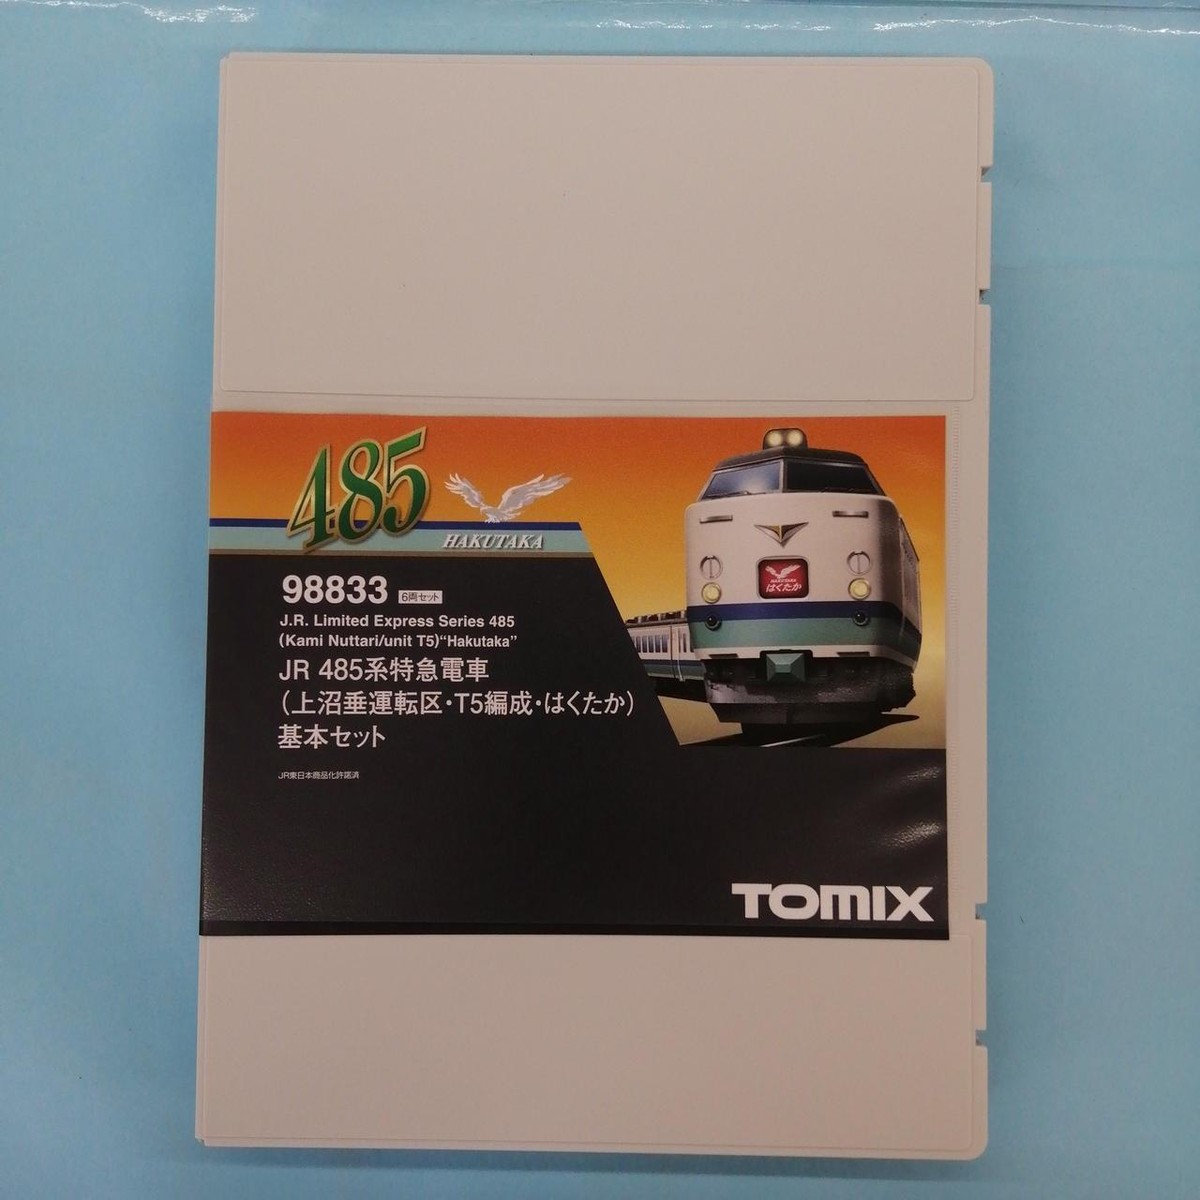 485
HAKUTAKA
98833 6両セット
J.R. Limited Express Series 485
(Kami Nuttari/unit T5)“Hakutaka”
JR 485系特急電車
(上沼垂運転区・T5編成・はくたか)
基本セット
JR東日本商品化許諾済
HAKUTAKA
はくたか
TOMIX